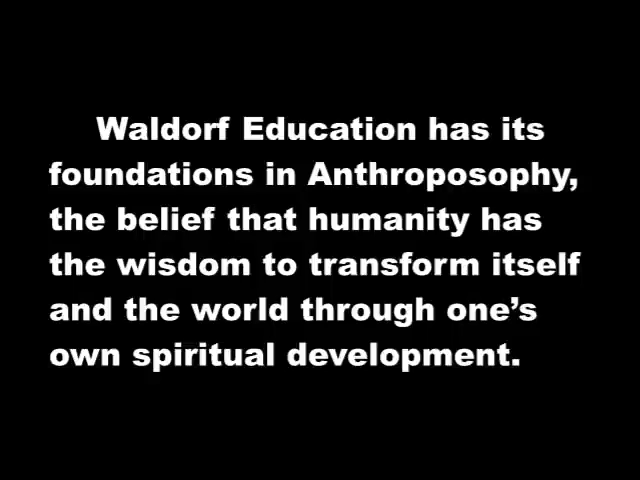 Waldorf Education has its
foundations in Anthroposophy,
the belief that humanity has
the wisdom to transform itself
and the world through one’s
own spiritual development.